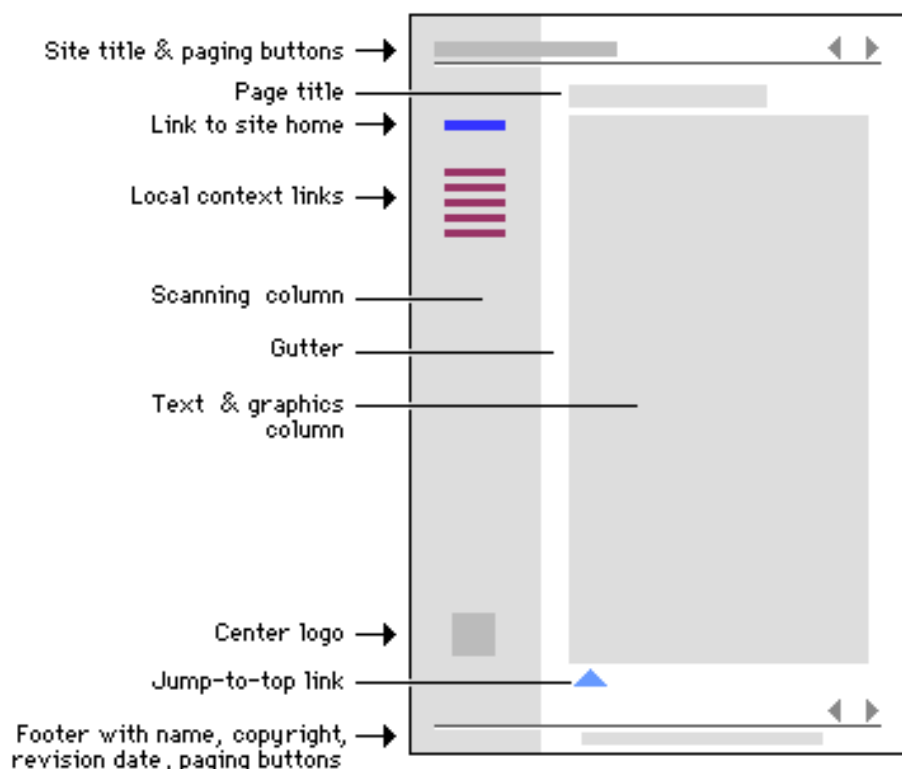 Site title & paging buttons
Page title
Link to site home
Local context links
Scanning column
Gutter
Text & graphics
column
Center logo
Jump-to-top link
Footer with name, copyright,
revision date, paging buttons